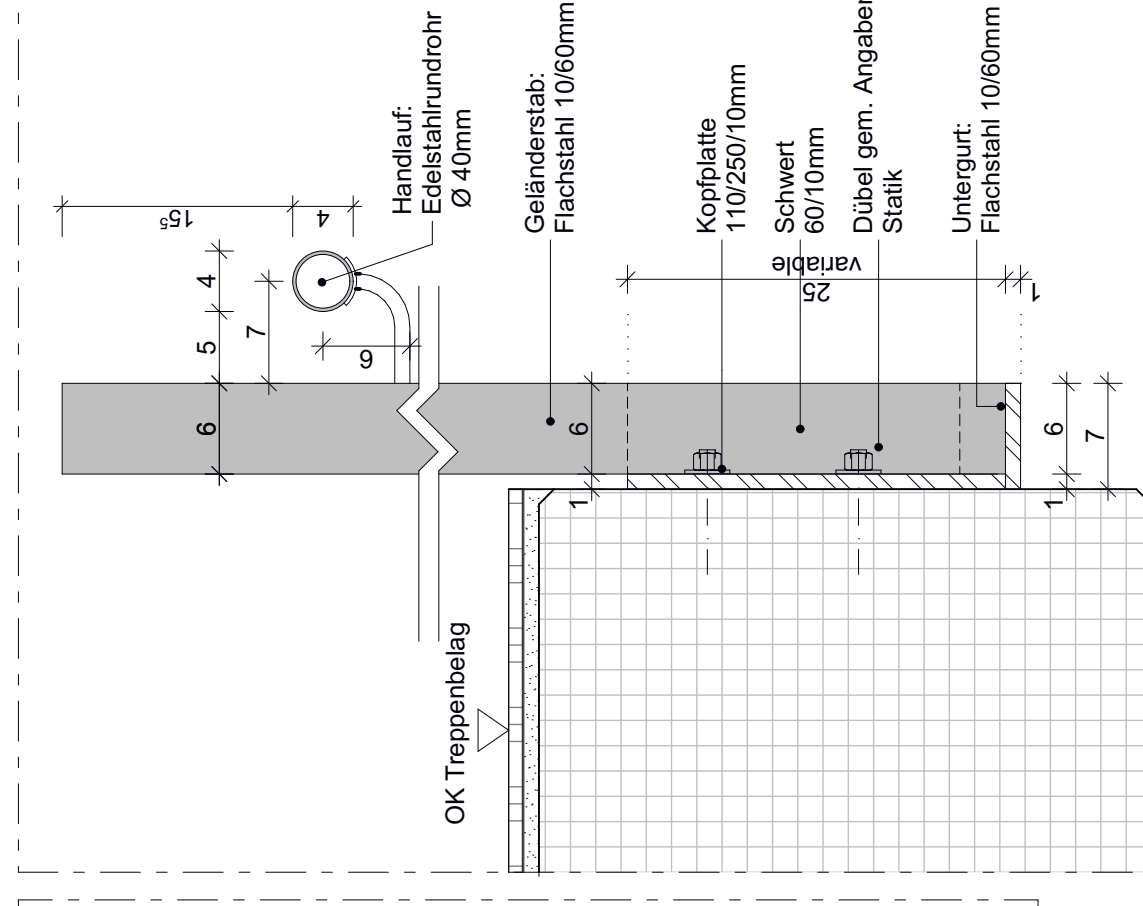 15⁵
4
4
5
7
6
6
Handlauf:
Edelstahlrundrohr
Ø 40mm
Geländerstab:
Flachstahl 10/60mm
Kopfplatte
110/250/10mm
Schwert
60/10mm
Dübel gem. Angaben
Statik
Untergurt:
Flachstahl 10/60mm
25
variable
1
6
1
6
1
7
OK Treppenbelag